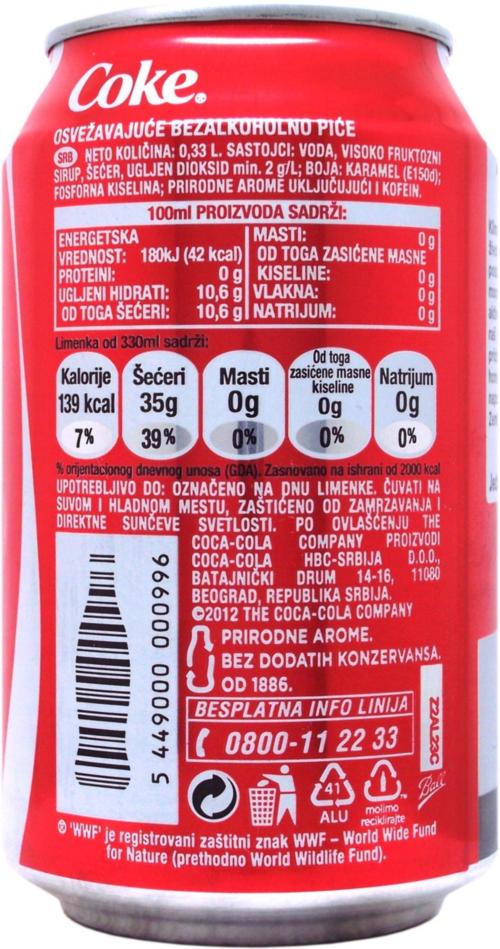 Coke®
OSVEŽAVAJUĆE BEZALKOHOLNO PIĆE
SRB NETO KOLIČINA: 0,33 L. SASTOJCI: VODA, VISOKO FRUKTOZNI
SIRUP, ŠEĆER, UGLJEN DIOKSID min. 2 g/L; BOJA: KARAMEL (E150d);
FOSFORNA KISELINA; PRIRODNE AROME UKLJUČUJUĆI I KOFEIN.
100ml PROIZVODA SADRŽI:
ENERGETSKA
VREDNOST: 180kJ (42 kcal)
PROTEINI: 0 g
UGLJENI HIDRATI: 10,6 g
OD TOGA ŠEĆERI: 10,6 g
MASTI: 0 g
OD TOGA ZASIĆENE MASNE
KISELINE: 0 g
VLAKNA: 0 g
NATRIJUM: 0 g
Limenka od 330ml sadrži:
Kalorije
139 kcal
7%
Šećeri
35g
39%
Masti
0g
0%
Od toga
zasićene masne
kiseline
0g
0%
Natrijum
0g
0%
% orijentacionog dnevnog unosa (GDA). Zasnovano na ishrani od 2000 kcal
UPOTREBLJIVO DO: OZNAČENO NA DNU LIMENKE. ČUVATI NA
SUVOM I HLADNOM MESTU, ZAŠTIĆENO OD ZAMRZAVANJA I
DIREKTNE SUNČEVE SVETLOSTI. PO OVLAŠĆENJU THE
COCA-COLA COMPANY PROIZVODI
COCA-COLA HBC-SRBIJA D.O.O.,
BATAJNIČKI DRUM 14-16, 11080
BEOGRAD, REPUBLIKA SRBIJA.
©2012 THE COCA-COLA COMPANY
PRIRODNE AROME.
BEZ DODATIH KONZERVANSA.
OD 1886.
BESPLATNA INFO LINIJA
0800-11 22 33
5 449000 000996
22AL23C
41
ALU
molimo
reciklirajte
Ball
® 'WWF' je registrovani zaštitni znak WWF – World Wide Fund
for Nature (prethodno World Wildlife Fund).